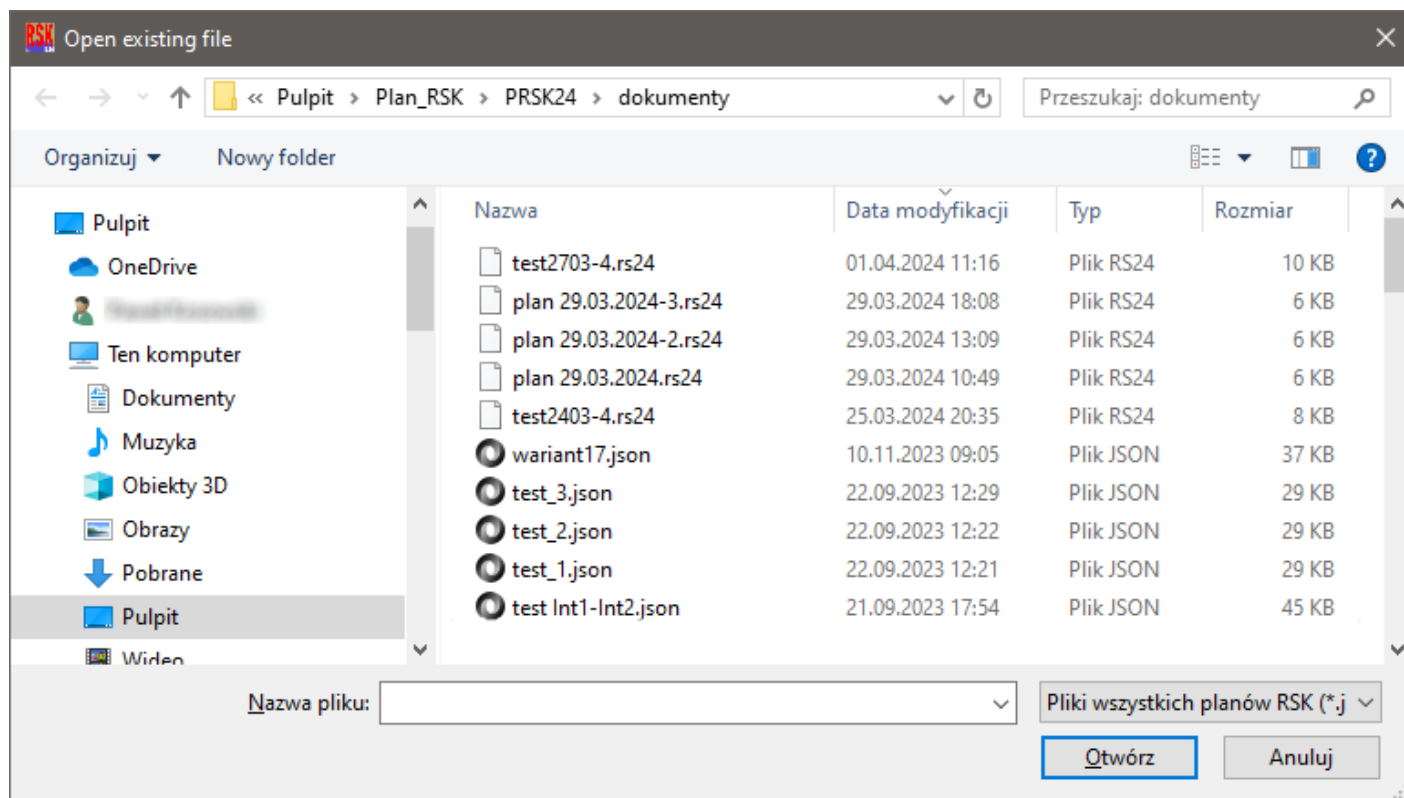 RSK Open existing file
« Pulpit > Plan_RSK > PRSK24 > dokumenty
Przeszukaj: dokumenty
Organizuj
Nowy folder
Pulpit
OneDrive
Ten komputer
Dokumenty
Muzyka
Obiekty 3D
Obrazy
Pobrane
Pulpit
Wideo
Nazwa Data modyfikacji Typ Rozmiar
test2703-4.rs24 01.04.2024 11:16 Plik RS24 10 KB
plan 29.03.2024-3.rs24 29.03.2024 18:08 Plik RS24 6 KB
plan 29.03.2024-2.rs24 29.03.2024 13:09 Plik RS24 6 KB
plan 29.03.2024.rs24 29.03.2024 10:49 Plik RS24 6 KB
test2403-4.rs24 25.03.2024 20:35 Plik RS24 8 KB
wariant17.json 10.11.2023 09:05 Plik JSON 37 KB
test_3.json 22.09.2023 12:29 Plik JSON 29 KB
test_2.json 22.09.2023 12:22 Plik JSON 29 KB
test_1.json 22.09.2023 12:21 Plik JSON 29 KB
test Int1-Int2.json 21.09.2023 17:54 Plik JSON 45 KB
Nazwa pliku:
Pliki wszystkich planów RSK (*.j
Otwórz
Anuluj